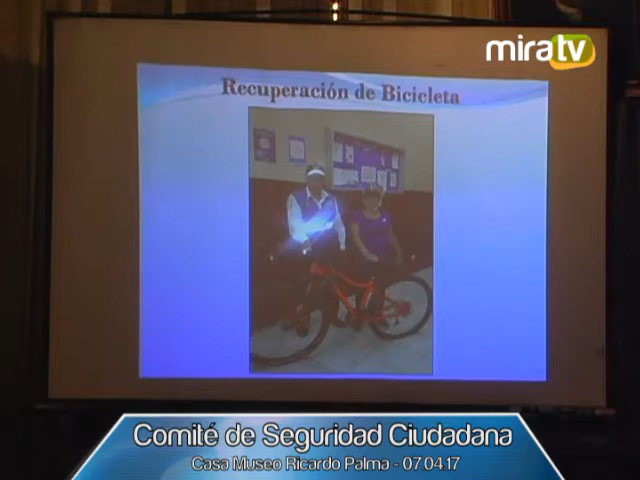 miratv
Recuperación de Bicicleta
Comité de Seguridad Ciudadana
Casa Museo Ricardo Palma - 07.04.17